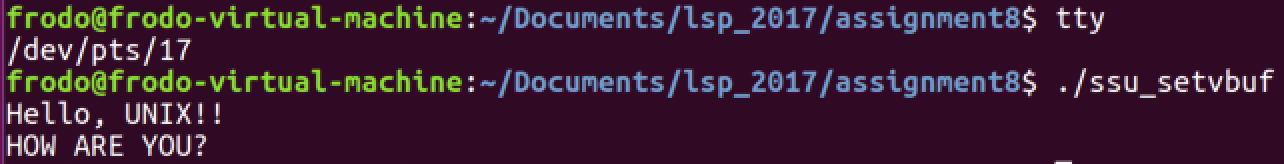 frodo@frodo-virtual-machine:~/Documents/lsp_2017/assignment8$ tty
/dev/pts/17
frodo@frodo-virtual-machine:~/Documents/lsp_2017/assignment8$ ./ssu_setvbuf
Hello, UNIX!!
HOW ARE YOU?